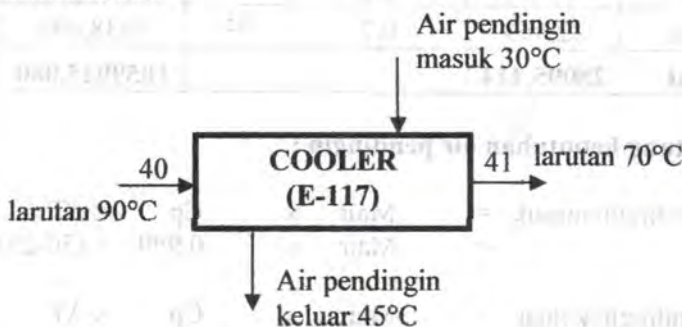 Air pendingin
masuk 30°C
COOLER
(E-117)
40
larutan 90°C
41
larutan 70°C
Air pendingin
keluar 45°C